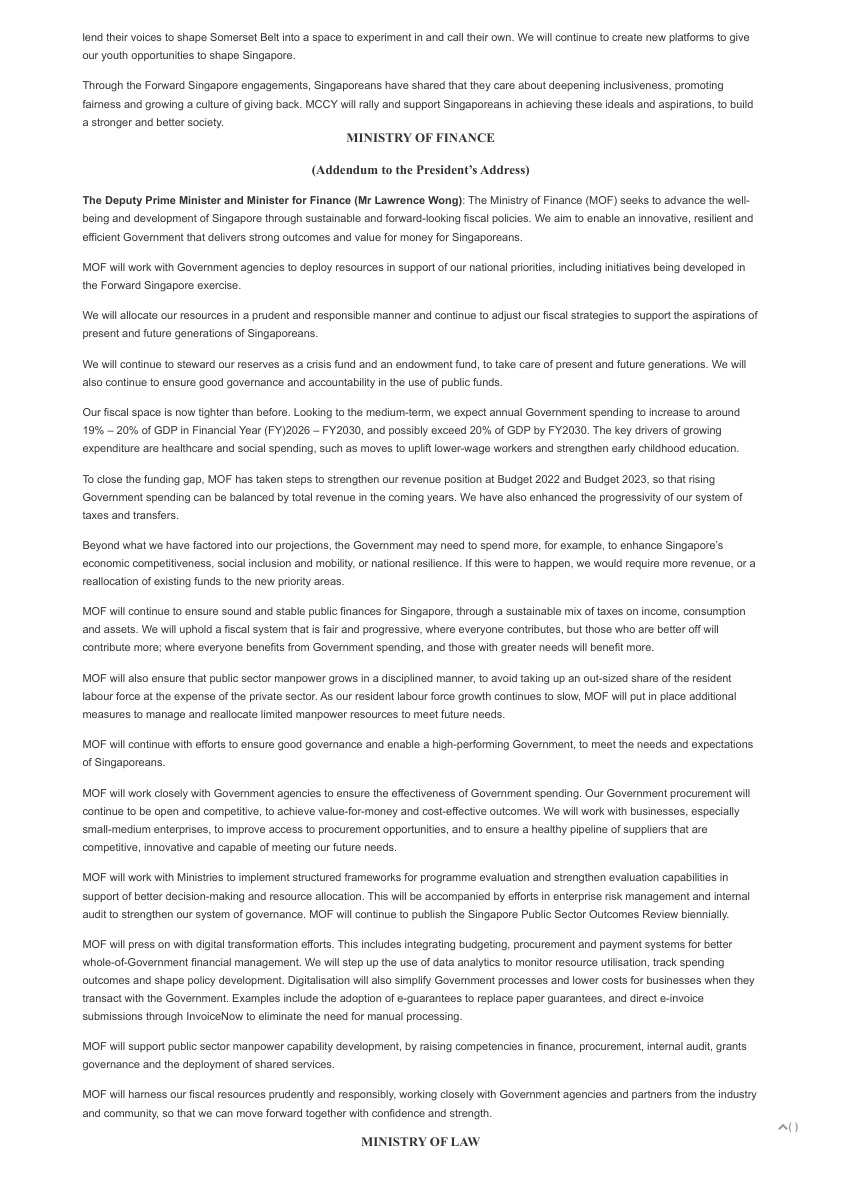 lend their voices to shape Somerset Belt into a space to experiment in and call their own. We will continue to create new platforms to give
our youth opportunities to shape Singapore.
Through the Forward Singapore engagements, Singaporeans have shared that they care about deepening inclusiveness, promoting
fairness and growing a culture of giving back. MCCY will rally and support Singaporeans in achieving these ideals and aspirations, to build
a stronger and better society.
MINISTRY OF FINANCE
(Addendum to the President’s Address)
The Deputy Prime Minister and Minister for Finance (Mr Lawrence Wong): The Ministry of Finance (MOF) seeks to advance the well-
being and development of Singapore through sustainable and forward-looking fiscal policies. We aim to enable an innovative, resilient and
efficient Government that delivers strong outcomes and value for money for Singaporeans.
MOF will work with Government agencies to deploy resources in support of our national priorities, including initiatives being developed in
the Forward Singapore exercise.
We will allocate our resources in a prudent and responsible manner and continue to adjust our fiscal strategies to support the aspirations of
present and future generations of Singaporeans.
We will continue to steward our reserves as a crisis fund and an endowment fund, to take care of present and future generations. We will
also continue to ensure good governance and accountability in the use of public funds.
Our fiscal space is now tighter than before. Looking to the medium-term, we expect annual Government spending to increase to around
19% – 20% of GDP in Financial Year (FY)2026 – FY2030, and possibly exceed 20% of GDP by FY2030. The key drivers of growing
expenditure are healthcare and social spending, such as moves to uplift lower-wage workers and strengthen early childhood education.
To close the funding gap, MOF has taken steps to strengthen our revenue position at Budget 2022 and Budget 2023, so that rising
Government spending can be balanced by total revenue in the coming years. We have also enhanced the progressivity of our system of
taxes and transfers.
Beyond what we have factored into our projections, the Government may need to spend more, for example, to enhance Singapore’s
economic competitiveness, social inclusion and mobility, or national resilience. If this were to happen, we would require more revenue, or a
reallocation of existing funds to the new priority areas.
MOF will continue to ensure sound and stable public finances for Singapore, through a sustainable mix of taxes on income, consumption
and assets. We will uphold a fiscal system that is fair and progressive, where everyone contributes, but those who are better off will
contribute more; where everyone benefits from Government spending, and those with greater needs will benefit more.
MOF will also ensure that public sector manpower grows in a disciplined manner, to avoid taking up an out-sized share of the resident
labour force at the expense of the private sector. As our resident labour force growth continues to slow, MOF will put in place additional
measures to manage and reallocate limited manpower resources to meet future needs.
MOF will continue with efforts to ensure good governance and enable a high-performing Government, to meet the needs and expectations
of Singaporeans.
MOF will work closely with Government agencies to ensure the effectiveness of Government spending. Our Government procurement will
continue to be open and competitive, to achieve value-for-money and cost-effective outcomes. We will work with businesses, especially
small-medium enterprises, to improve access to procurement opportunities, and to ensure a healthy pipeline of suppliers that are
competitive, innovative and capable of meeting our future needs.
MOF will work with Ministries to implement structured frameworks for programme evaluation and strengthen evaluation capabilities in
support of better decision-making and resource allocation. This will be accompanied by efforts in enterprise risk management and internal
audit to strengthen our system of governance. MOF will continue to publish the Singapore Public Sector Outcomes Review biennially.
MOF will press on with digital transformation efforts. This includes integrating budgeting, procurement and payment systems for better
whole-of-Government financial management. We will step up the use of data analytics to monitor resource utilisation, track spending
outcomes and shape policy development. Digitalisation will also simplify Government processes and lower costs for businesses when they
transact with the Government. Examples include the adoption of e-guarantees to replace paper guarantees, and direct e-invoice
submissions through InvoiceNow to eliminate the need for manual processing.
MOF will support public sector manpower capability development, by raising competencies in finance, procurement, internal audit, grants
governance and the deployment of shared services.
MOF will harness our fiscal resources prudently and responsibly, working closely with Government agencies and partners from the industry
and community, so that we can move forward together with confidence and strength.
( )
MINISTRY OF LAW